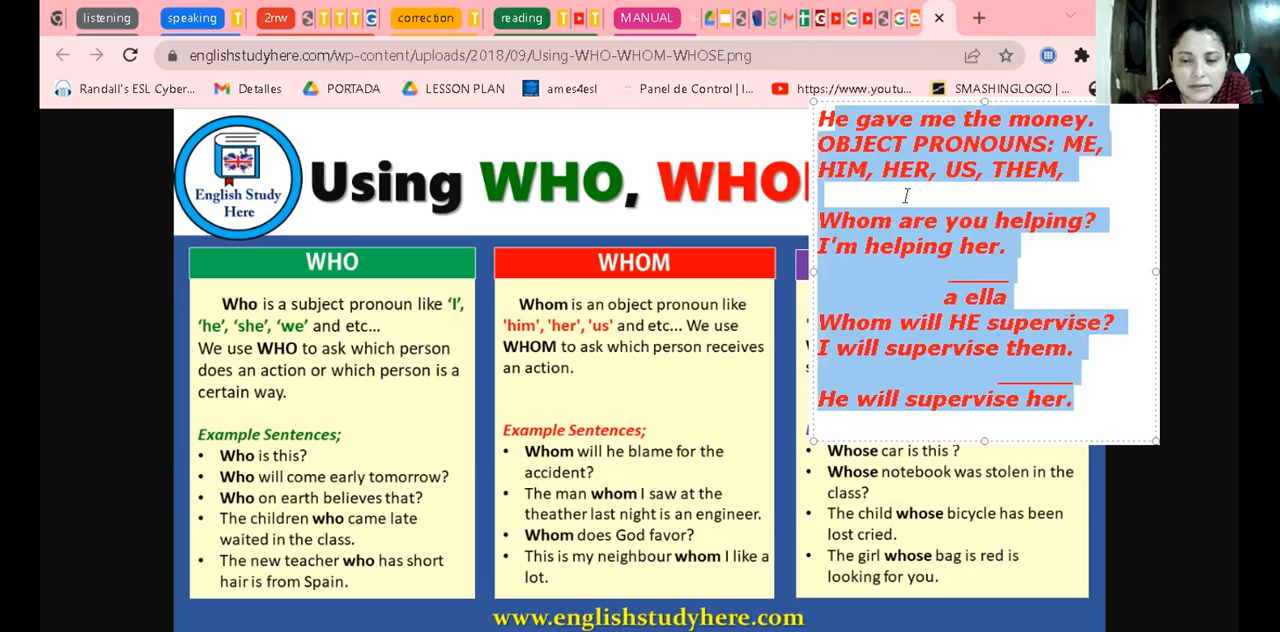 listening
speaking
2rrw
correction
reading
MANUAL
englishstudyhere.com/wp-content/uploads/2018/09/Using-WHO-WHOM-WHOSE.png
Randall's ESL Cyber...
Detalles
PORTADA
LESSON PLAN
ames4esl
Panel de Control | I...
https://www.youtu...
SMASHINGLOGO | ...
English Study
Here
Using WHO, WHO
He gave me the money.
OBJECT PRONOUNS: ME,
HIM, HER, US, THEM,
Whom are you helping?
I'm helping her.
a ella
Whom will HE supervise?
I will supervise them.
He will supervise her.
WHO
Who is a subject pronoun like 'I',
'he', 'she', 'we' and etc...
We use WHO to ask which person
does an action or which person is a
certain way.
Example Sentences;
• Who is this?
• Who will come early tomorrow?
• Who on earth believes that?
• The children who came late
waited in the class.
• The new teacher who has short
hair is from Spain.
WHOM
Whom is an object pronoun like
'him', 'her', 'us' and etc... We use
WHOM to ask which person receives
an action.
Example Sentences;
• Whom will he blame for the
accident?
• The man whom I saw at the
theather last night is an engineer.
• Whom does God favor?
• This is my neighbour whom I like a
lot.
• Whose car is this ?
• Whose notebook was stolen in the
class?
• The child whose bicycle has been
lost cried.
• The girl whose bag is red is
looking for you.
www.englishstudyhere.com